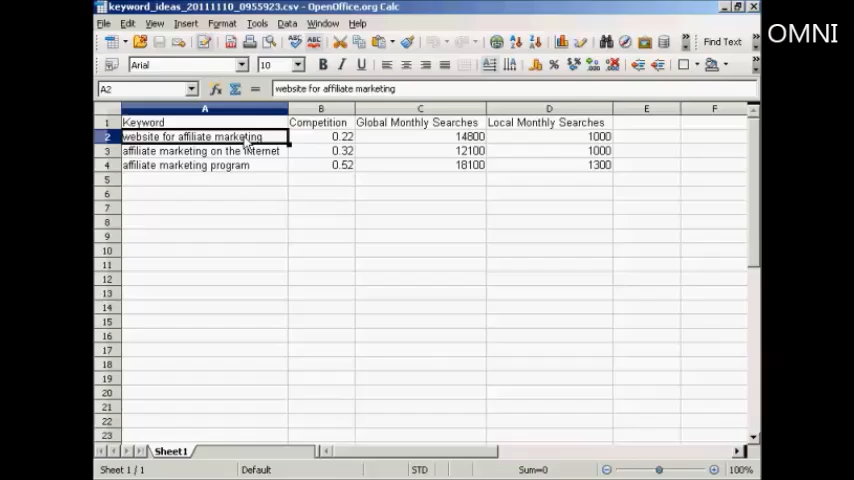 keyword_ideas_20111110_0955923.csv - OpenOffice.org Calc
OMNI
File Edit View Insert Format Tools Data Window Help
ABC ABC Find Text
Arial 10 B I U
A2 website for affiliate marketing
A B C D E F
1 Keyword Competition Global Monthly Searches Local Monthly Searches
2 website for affiliate marketing 0.22 14800 1000
3 affiliate marketing on the internet 0.32 12100 1000
4 affiliate marketing program 0.52 18100 1300
5
6
7
8
9
10
11
12
13
14
15
16
17
18
19
20
21
22
23
Sheet1
Sheet 1 / 1 Default STD Sum=0 100%